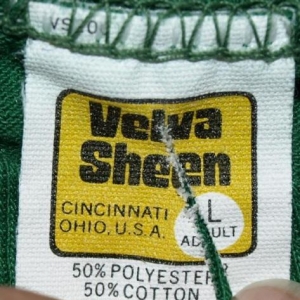 Velva
Sheen
CINCINNATI
OHIO, U.S.A.
L
ADULT
50% POLYESTER
50% COTTON